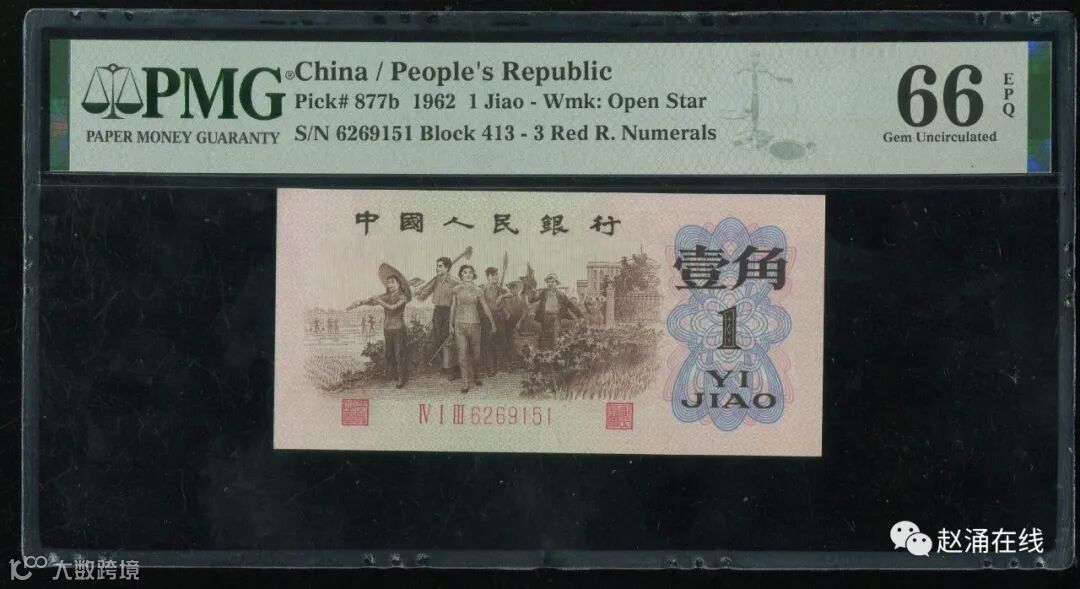 PMG®
PAPER MONEY GUARANTY
China / People's Republic
Pick# 877b 1962 1 Jiao - Wmk: Open Star
S/N 6269151 Block 413 - 3 Red R. Numerals
66
EPQ
Gem Uncirculated
中國人民銀行
壹角
1
YI
JIAO
Ⅳ Ⅰ Ⅲ 6269151
赵涌在线
大数跨境